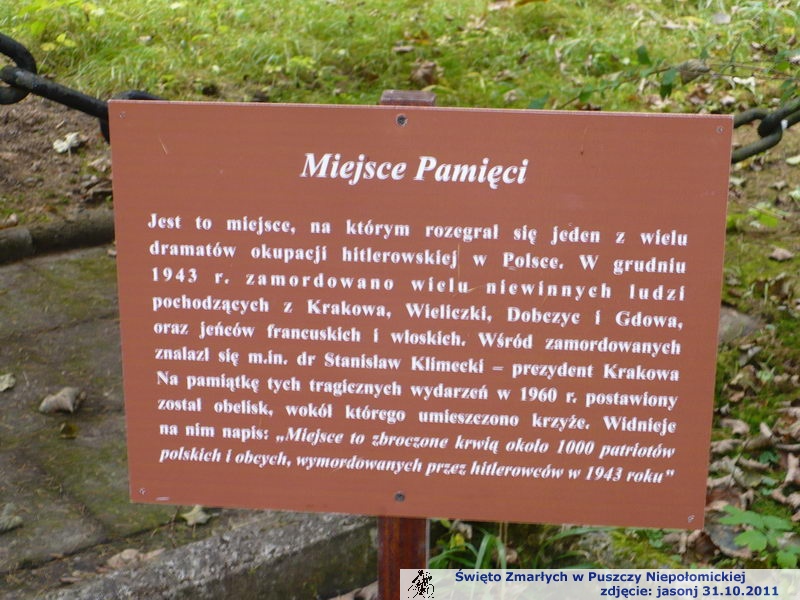 Miejsce Pamięci
Jest to miejsce, na którym rozegrał się jeden z wielu
dramatów okupacji hitlerowskiej w Polsce. W grudniu
1943 r. zamordowano wielu niewinnych ludzi
pochodzących z Krakowa, Wieliczki, Dobczyc i Gdowa,
oraz jeńców francuskich i włoskich. Wśród zamordowanych
znalazł się m.in. dr Stanisław Klimecki – prezydent Krakowa
Na pamiątkę tych tragicznych wydarzeń w 1960 r. postawiony
został obelisk, wokół którego umieszczono krzyże. Widnieje
na nim napis: „Miejsce to zbroczone krwią około 1000 patriotów
polskich i obcych, wymordowanych przez hitlerowców w 1943 roku"
Święto Zmarłych w Puszczy Niepołomickiej
zdjęcie: jasonj 31.10.2011